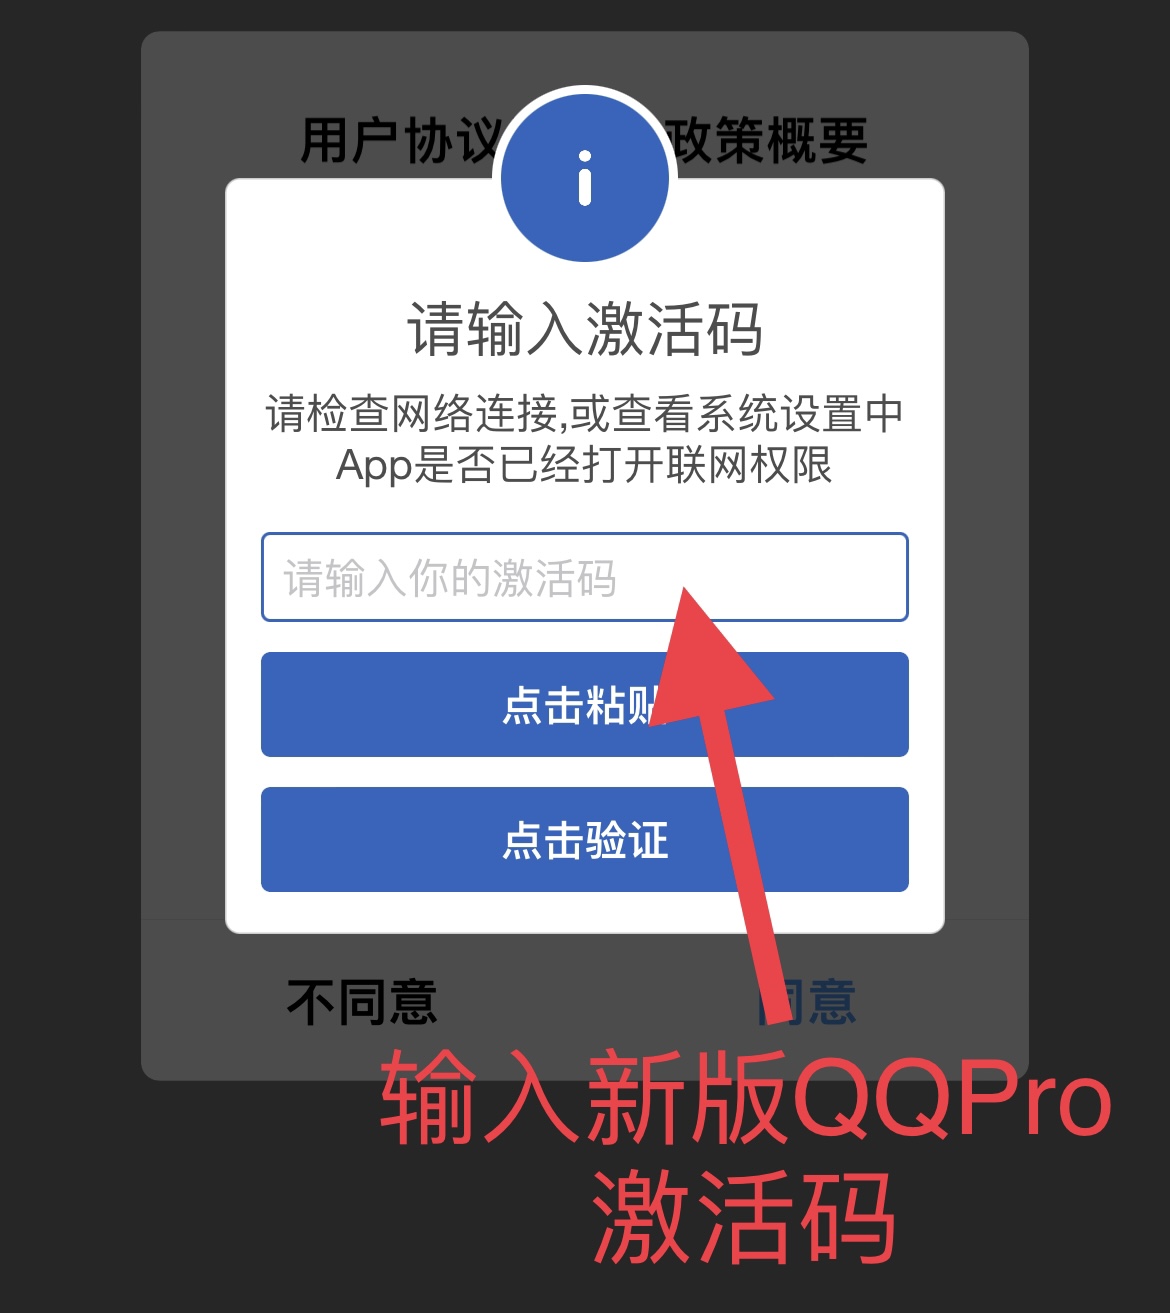 用户协议
政策概要
请输入激活码
请检查网络连接,或查看系统设置中
App是否已经打开联网权限
请输入你的激活码
点击粘贴
点击验证
不同意
同意
输入新版QQPro
激活码